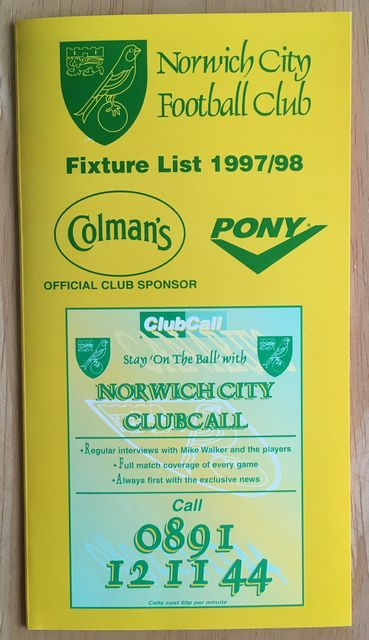 Norwich City
Football Club
Fixture List 1997/98
Colman's
PONY
OFFICIAL CLUB SPONSOR
ClubCall
Stay 'On The Ball' with
NORWICH CITY
CLUBCALL
• Regular interviews with Mike Walker and the players
• Full match coverage of every game
• Always first with the exclusive news
Call
0891
12 11 44
Calls cost 50p per minute